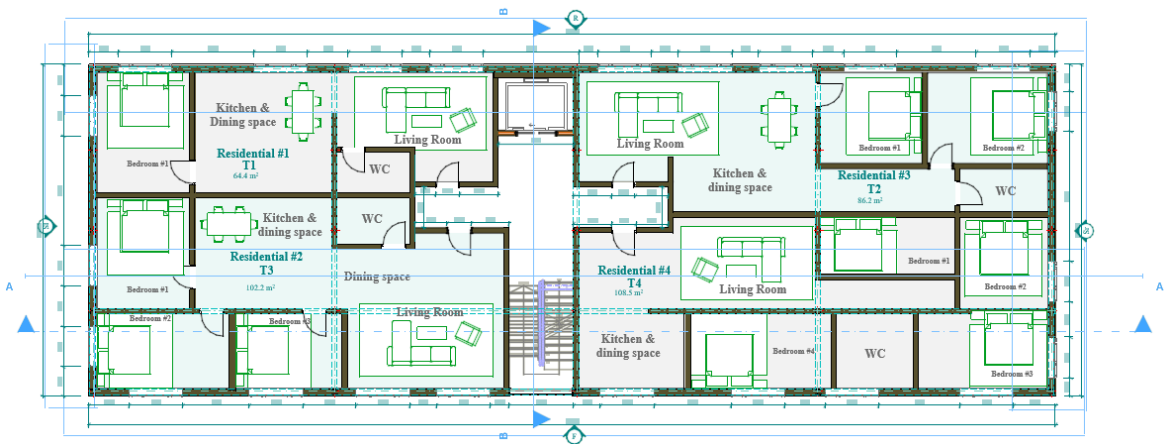 B
R
Kitchen &
Dining space
Bedroom #1
Residential #1
T1
64.4 m²
Living Room
WC
Living Room
Kitchen &
dining space
Bedroom #1
Bedroom #2
Residential #3
T2
86.2 m²
WC
WC
Kitchen &
dining space
Residential #2
T3
102.2 m²
Bedroom #1
Dining space
Living Room
Bedroom #2
Bedroom #3
Residential #4
T4
108.5 m²
Living Room
Bedroom #1
Bedroom #2
Kitchen &
dining space
Bedroom #4
WC
Bedroom #3
A
A
B
F